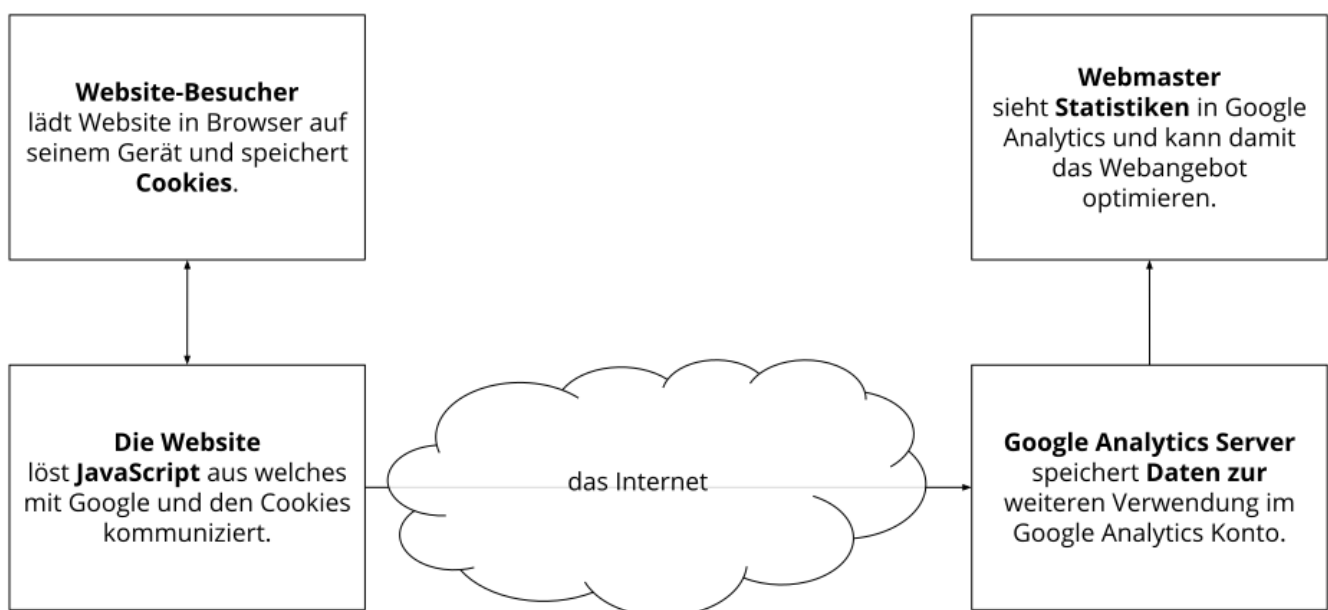 Website-Besucher
lädt Website in Browser auf
seinem Gerät und speichert
Cookies.
Webmaster
sieht Statistiken in Google
Analytics und kann damit
das Webangebot
optimieren.
Die Website
löst JavaScript aus welches
mit Google und den Cookies
kommuniziert.
das Internet
Google Analytics Server
speichert Daten zur
weiteren Verwendung im
Google Analytics Konto.